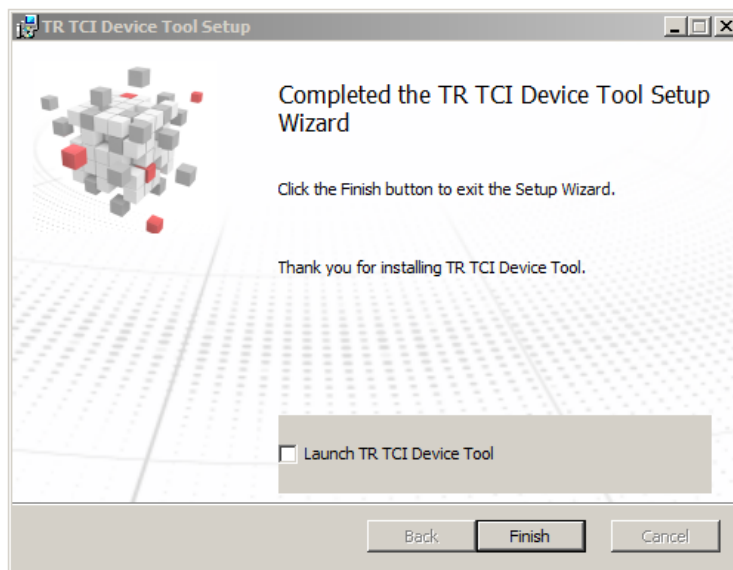 TR TCI Device Tool Setup
Completed the TR TCI Device Tool Setup
Wizard
Click the Finish button to exit the Setup Wizard.
Thank you for installing TR TCI Device Tool.
Launch TR TCI Device Tool
Back Finish Cancel